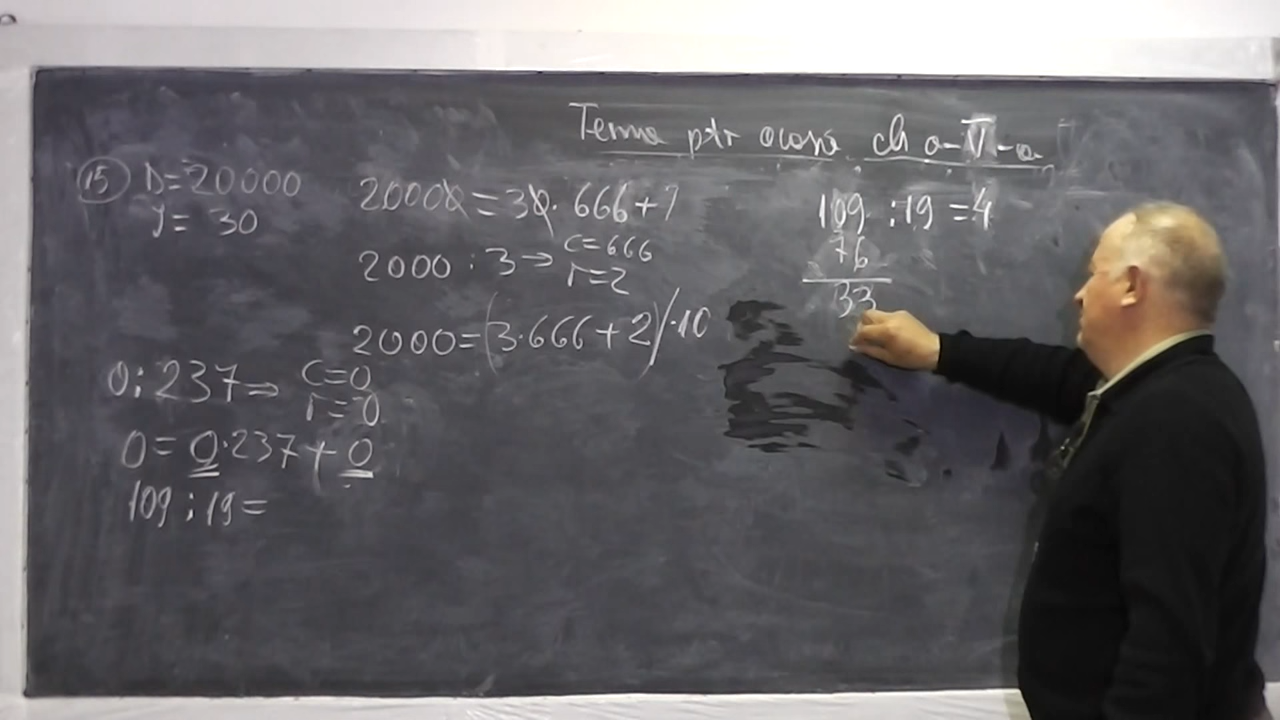 Tema ptr acasă cls a-V-a
15) D=20000
Î= 30
20000=30·666+?
2000 : 3→ C=666
r=2
2000=(3·666+2)·10
0:237⇒ C=0
r=0
0=0·237+0
109:19=
109 :19 =4
76
33